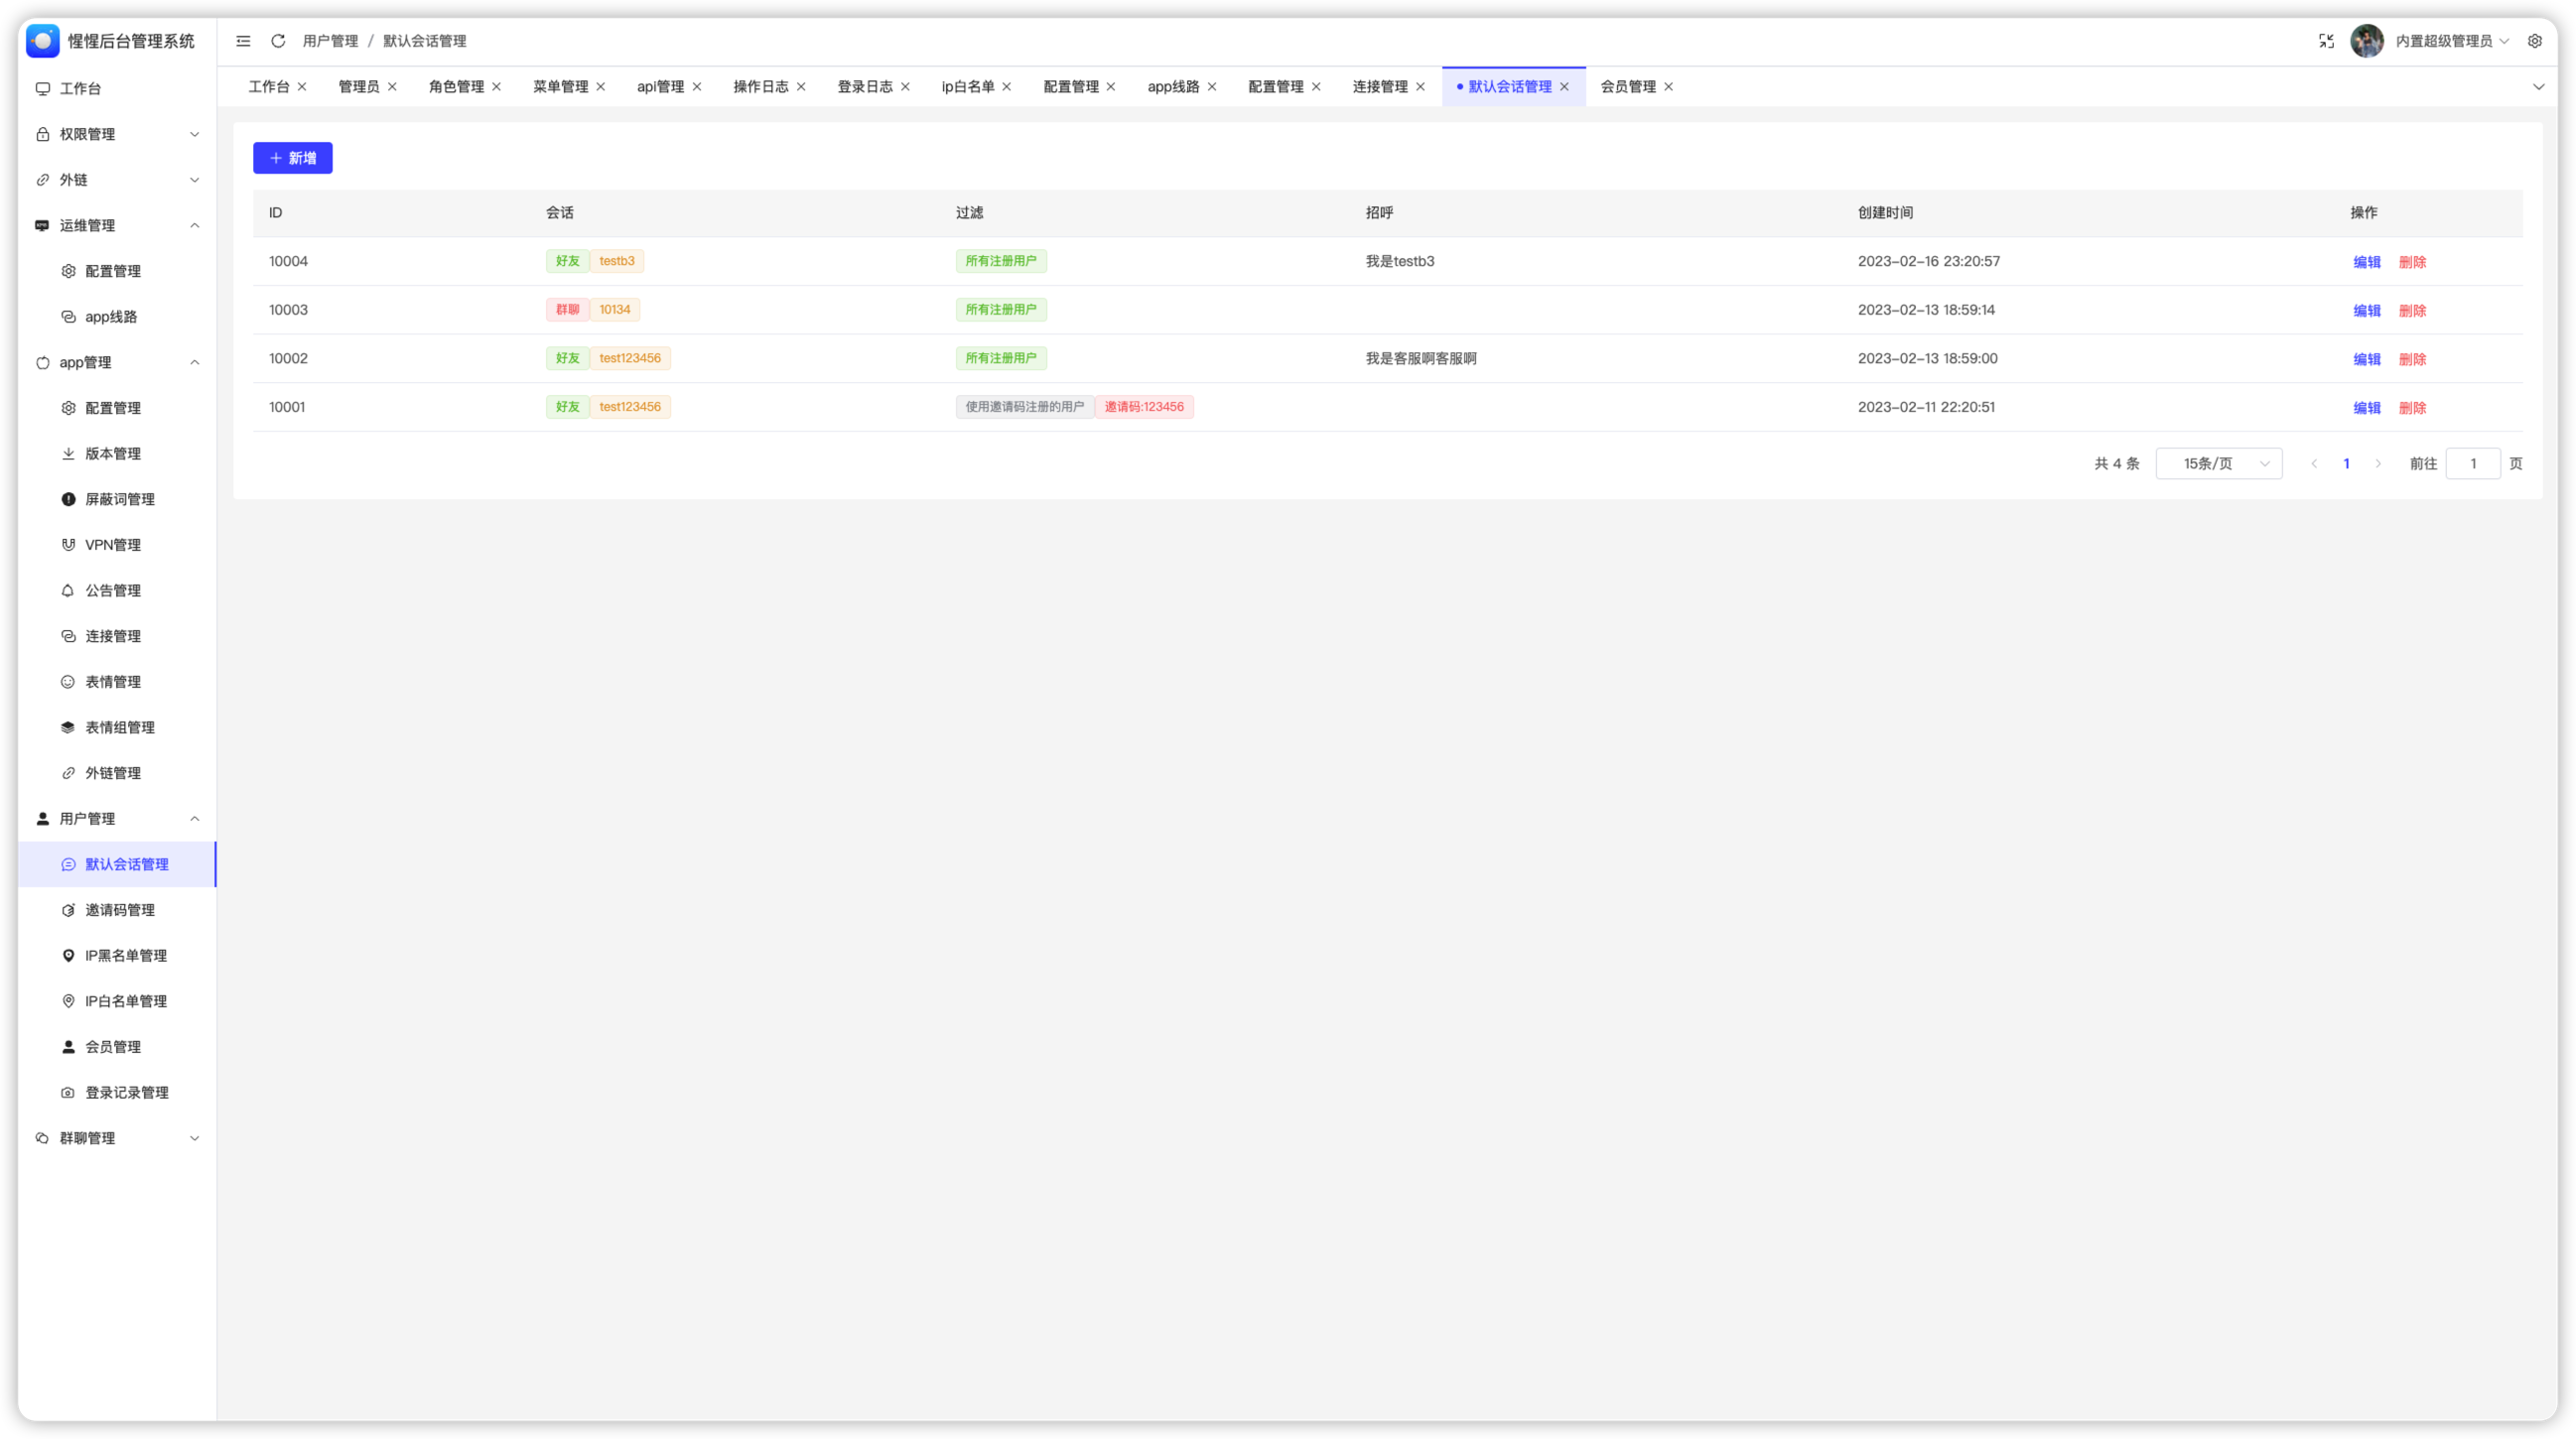 惺惺后台管理系统
用户管理 / 默认会话管理
内置超级管理员
工作台
权限管理
外链
运维管理
配置管理
app线路
app管理
配置管理
版本管理
屏蔽词管理
VPN管理
公告管理
连接管理
表情管理
表情组管理
外链管理
用户管理
默认会话管理
邀请码管理
IP黑名单管理
IP白名单管理
会员管理
登录记录管理
群聊管理
工作台 管理员 角色管理 菜单管理 api管理 操作日志 登录日志 ip白名单 配置管理 app线路 配置管理 连接管理 默认会话管理 会员管理
新增
ID 会话 过滤 招呼 创建时间 操作
10004 好友 testb3 所有注册用户 我是testb3 2023-02-16 23:20:57 编辑 删除
10003 群聊 10134 所有注册用户 2023-02-13 18:59:14 编辑 删除
10002 好友 test123456 所有注册用户 我是客服啊客服啊 2023-02-13 18:59:00 编辑 删除
10001 好友 test123456 使用邀请码注册的用户 邀请码:123456 2023-02-11 22:20:51 编辑 删除
共 4 条 15条/页 1 前往 1 页